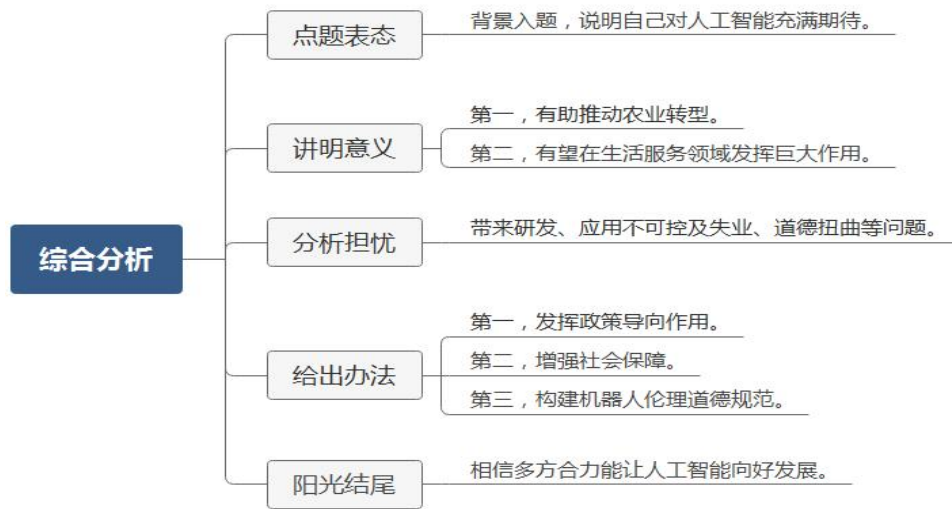 综合分析
点题表态
背景入题，说明自己对人工智能充满期待。
讲明意义
第一，有助推动农业转型。
第二，有望在生活服务领域发挥巨大作用。
分析担忧
带来研发、应用不可控及失业、道德扭曲等问题。
给出办法
第一，发挥政策导向作用。
第二，增强社会保障。
第三，构建机器人伦理道德规范。
阳光结尾
相信多方合力能让人工智能向好发展。